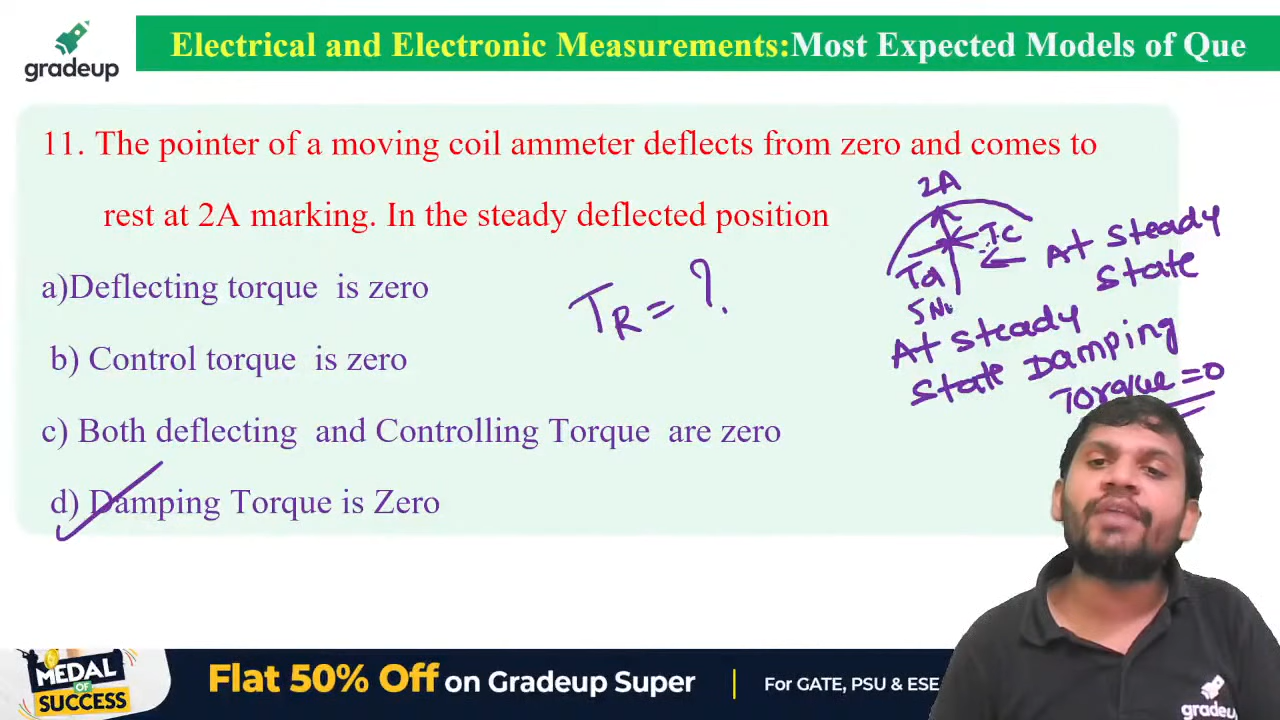 gradeup
Electrical and Electronic Measurements:Most Expected Models of Que
11. The pointer of a moving coil ammeter deflects from zero and comes to
rest at 2A marking. In the steady deflected position
a)Deflecting torque is zero
b) Control torque is zero
c) Both deflecting and Controlling Torque are zero
d) Damping Torque is Zero
TR = ?
2A
Tc
Td
At steady
State
At steady
State Damping
Torque = 0
MEDAL
OF
SUCCESS
Flat 50% Off on Gradeup Super
For GATE, PSU & ESE
gradeup